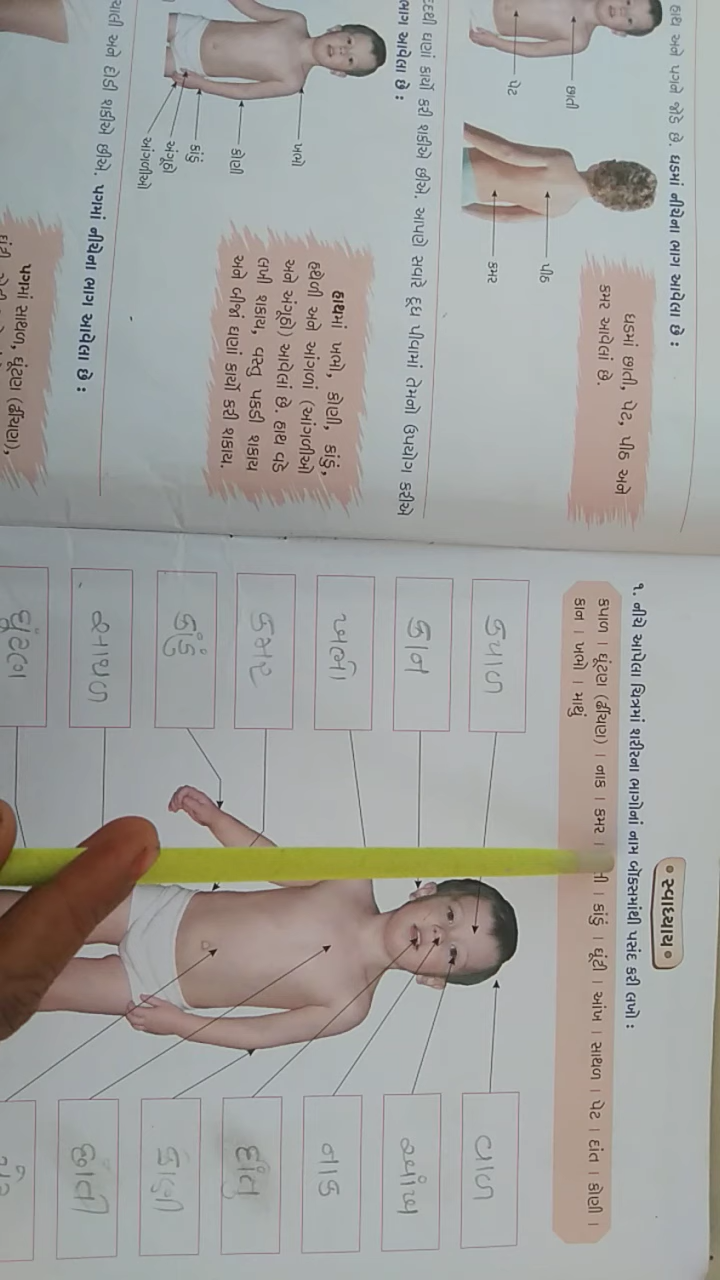 હાથ અને પગને જોડે છે. ધડમાં નીચેના ભાગ આવેલા છે :
છાતી
પેટ
પીઠ
કમર
ધડમાં છાતી, પેટ, પીઠ અને
કમર આવેલાં છે.
ઘણાં કાર્યો કરી શકીએ છીએ. આપણે સવારે દૂધ પીવામાં તેમનો ઉપયોગ કરીએ
ભાગ આવેલા છે :
ખભો
કોણી
કાંડું
અંગૂઠો
આંગળીઓ
હાથમાં ખભો, કોણી, કાંડું,
હથેળી અને આંગળાં (આંગળીઓ
અને અંગૂઠો) આવેલાં છે. હાથ વડે
લખી શકાય, વસ્તુ પકડી શકાય
અને બીજાં ઘણાં કાર્યો કરી શકાય.
ચાલી અને દોડી શકીએ છીએ. પગમાં નીચેના ભાગ આવેલા છે :
પગમાં સાથળ, ઘૂંટણ (ઢીંચણ),
સ્વાધ્યાય
૧. નીચે આપેલા ચિત્રમાં શરીરના ભાગોનાં નામ બોક્સમાંથી પસંદ કરી લખો :
કપાળ | ઘૂંટણ (ઢીંચણ) | નાક | કમર | | કાંડું | ઘૂંટી | આંખ | સાથળ | પેટ | દાંત | કોણી |
કાન | ખભો | માથું
કપાળ
કાન
ખભો
કમર
કાંડું
સાથળ
ઘૂંટણ
વાળ
આંખ
નાક
દાંત
છાતી